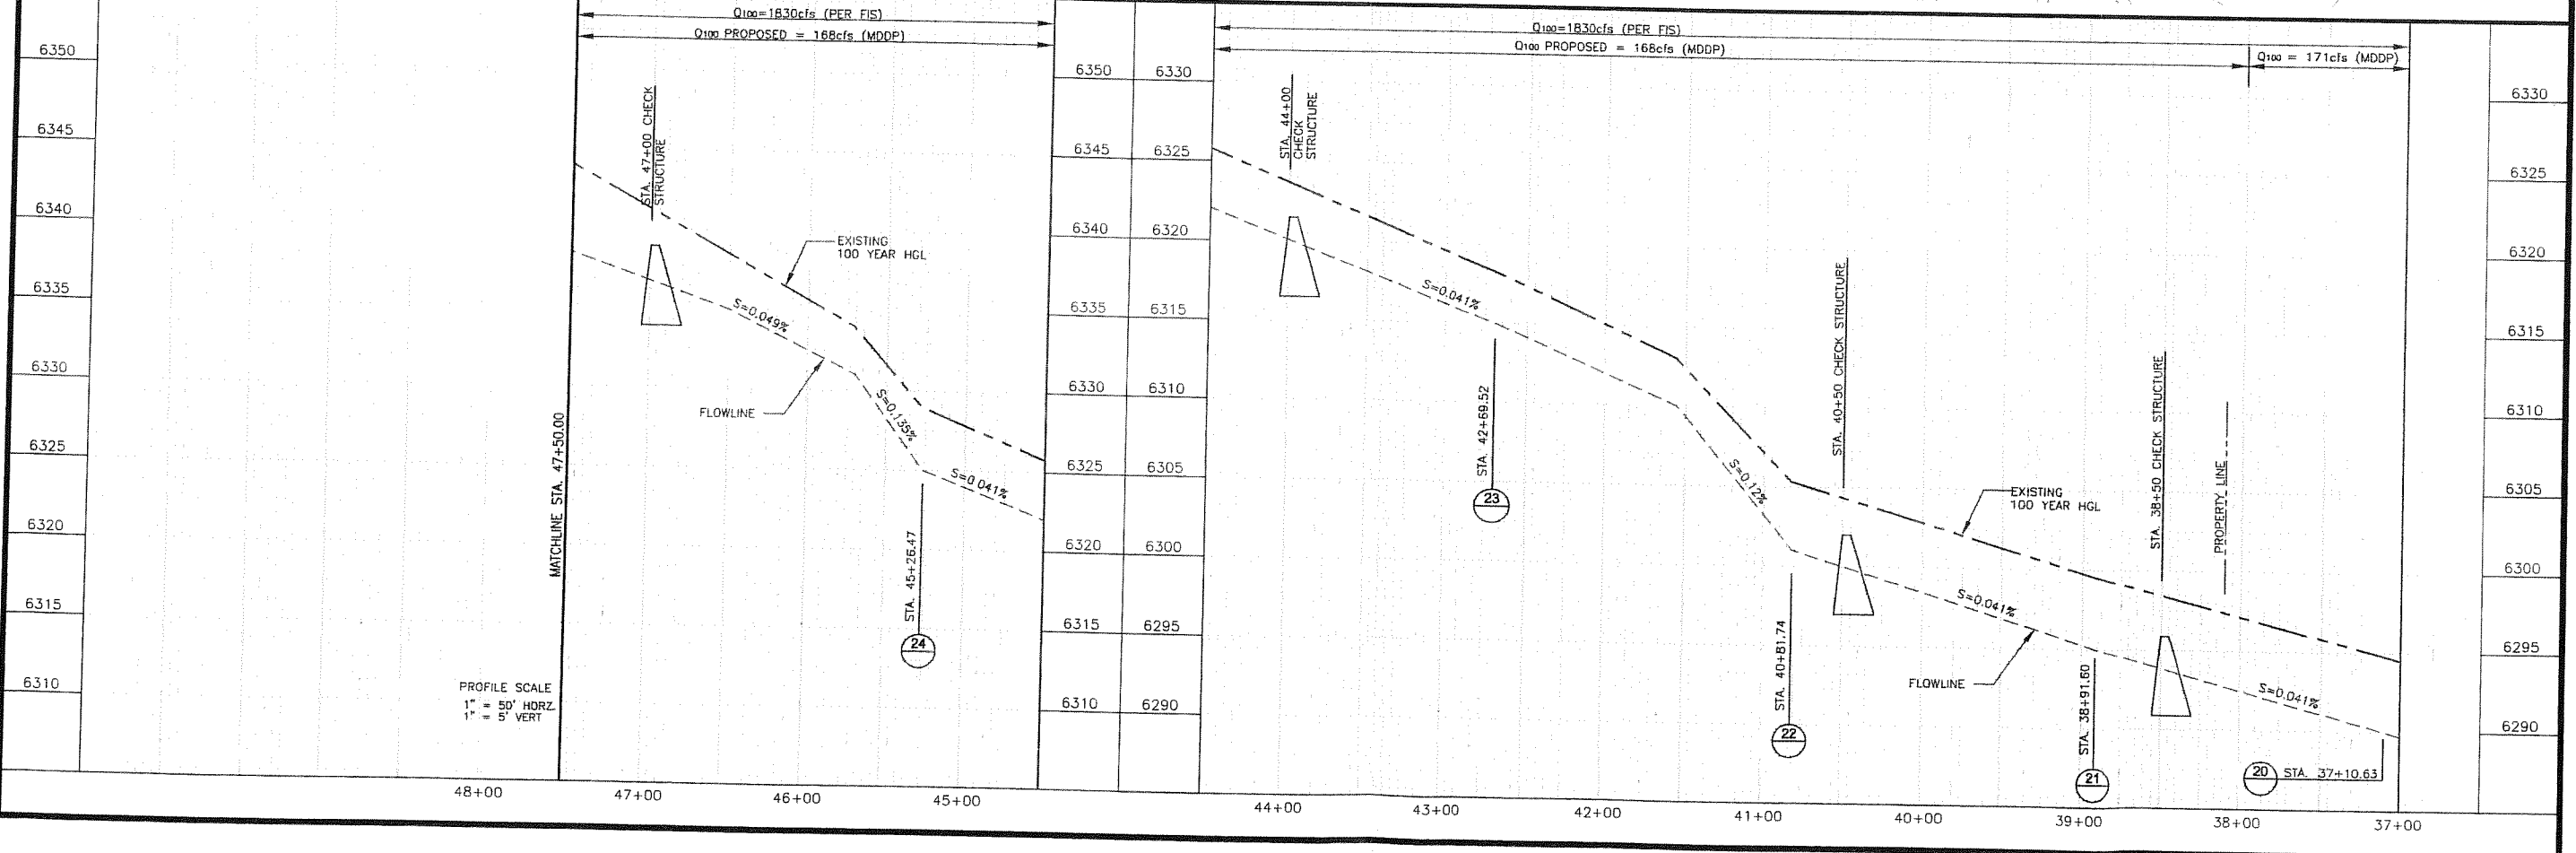 Q100=1830cfs (PER FIS)
Q100 PROPOSED = 168cfs (MDDP)
Q100=1830cfs (PER FIS)
Q100 PROPOSED = 168cfs (MDDP)
Q100 = 171cfs (MDDP)
6350
6345
6340
6335
6330
6325
6320
6315
6310
MATCHLINE STA. 47+50.00
PROFILE SCALE
1" = 50' HORZ.
1" = 5' VERT
STA. 47+00 CHECK
STRUCTURE
EXISTING
100 YEAR HGL
S=0.049%
FLOWLINE
S=0.135%
S=0.041%
STA. 45+26.47
24
6350
6345
6340
6335
6330
6325
6320
6315
6310
6330
6325
6320
6315
6310
6305
6300
6295
6290
STA. 44+00
CHECK
STRUCTURE
S=0.041%
STA. 42+69.52
23
S=0.12%
STA. 40+81.74
22
STA. 40+50 CHECK STRUCTURE
EXISTING
100 YEAR HGL
S=0.041%
FLOWLINE
STA. 38+91.60
21
STA. 38+50 CHECK STRUCTURE
PROPERTY LINE
S=0.041%
20
STA. 37+10.63
6330
6325
6320
6315
6310
6305
6300
6295
6290
48+00
47+00
46+00
45+00
44+00
43+00
42+00
41+00
40+00
39+00
38+00
37+00